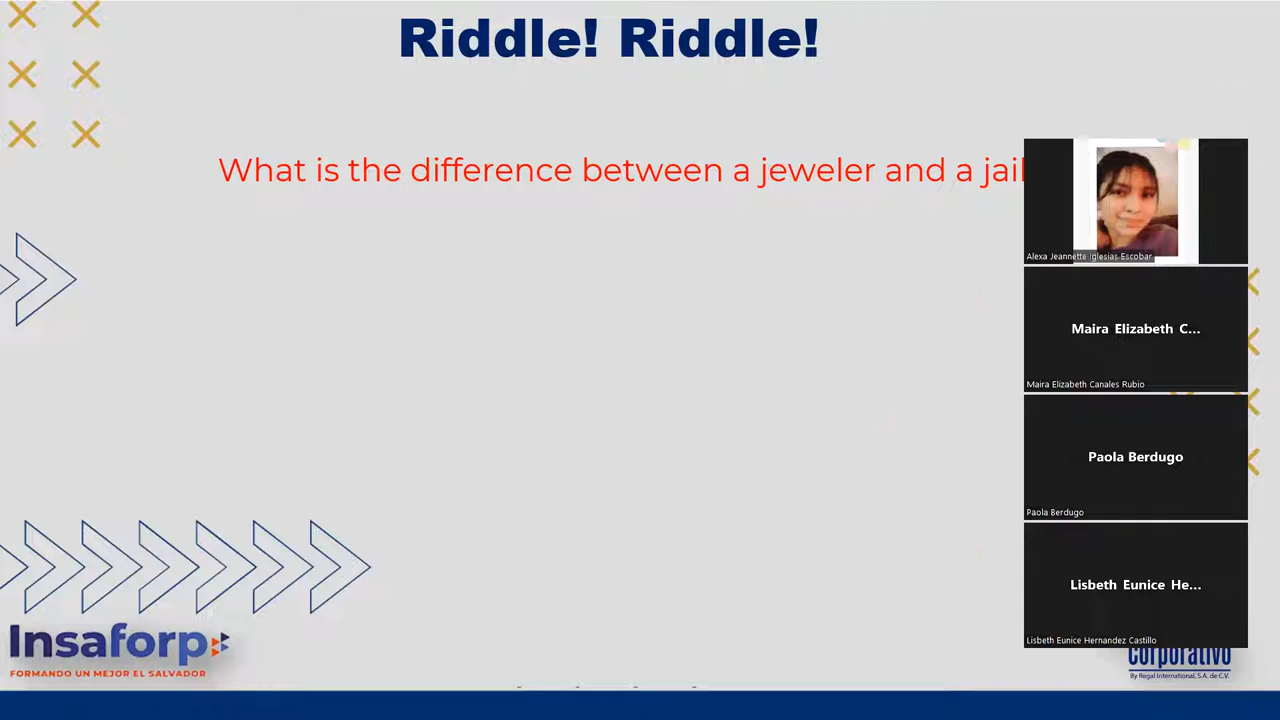 Riddle! Riddle!
What is the difference between a jeweler and a jail
Alexa Jeannette Iglesias Escobar
Maira Elizabeth C...
Maira Elizabeth Canales Rubio
Paola Berdugo
Paola Berdugo
Lisbeth Eunice He...
Lisbeth Eunice Hernandez Castillo
Insaforp
FORMANDO UN MEJOR EL SALVADOR
corporativo
By Regal International, S.A. de C.V.